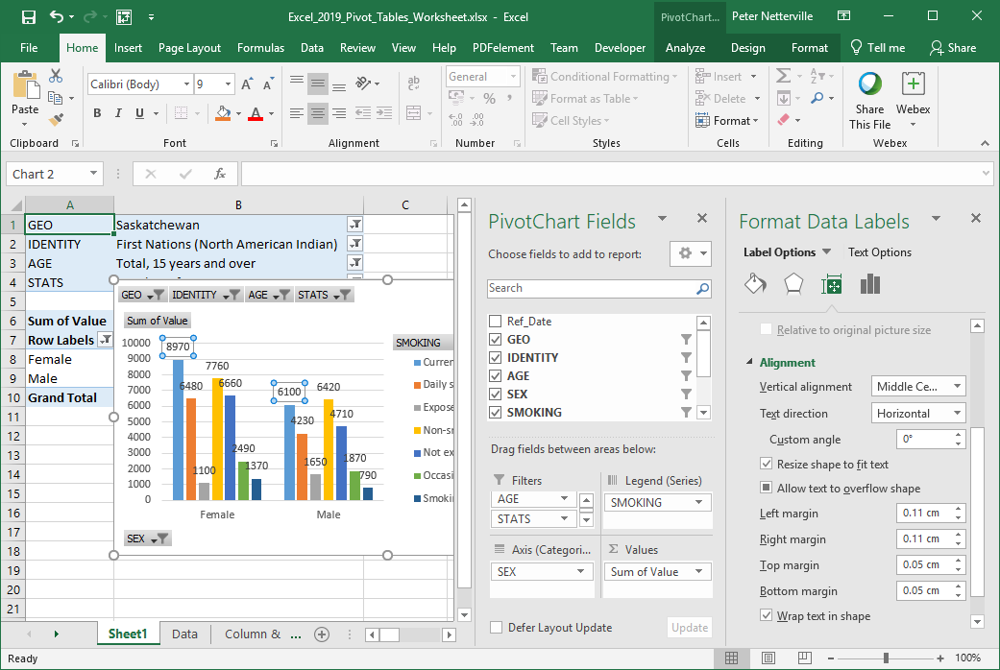 Excel_2019_Pivot_Tables_Worksheet.xlsx - Excel
PivotChart...
Peter Netterville
File Home Insert Page Layout Formulas Data Review View Help PDFelement Team Developer Analyze Design Format Tell me Share
Paste
Calibri (Body) 9
B I U
General
Conditional Formatting
Format as Table
Cell Styles
Insert
Delete
Format
Share This File
Webex
Clipboard Font Alignment Number Styles Cells Editing Webex
Chart 2
fx
A B C
1 GEO Saskatchewan
2 IDENTITY First Nations (North American Indian)
3 AGE Total, 15 years and over
4 STATS
5
6 Sum of Value
7 Row Labels
8 Female
9 Male
10 Grand Total
11
12
13
14
15
16
17
18
19
20
21
GEO IDENTITY AGE STATS
Sum of Value
SMOKING
10000
9000
8000
7000
6000
5000
4000
3000
2000
1000
0
8970
6480
1100
7760
6660
2490
1370
6100
4230
1650
6420
4710
1870
790
Female Male
Curren
Daily s
Expose
Non-sm
Not ex
Occasi
Smokin
SEX
PivotChart Fields
Choose fields to add to report:
Search
Ref_Date
GEO
IDENTITY
AGE
SEX
SMOKING
Drag fields between areas below:
Filters
AGE
STATS
Legend (Series)
SMOKING
Axis (Categori...
SEX
Σ Values
Sum of Value
Defer Layout Update
Update
Format Data Labels
Label Options Text Options
Relative to original picture size
Alignment
Vertical alignment Middle Ce...
Text direction Horizontal
Custom angle 0°
Resize shape to fit text
Allow text to overflow shape
Left margin 0.11 cm
Right margin 0.11 cm
Top margin 0.05 cm
Bottom margin 0.05 cm
Wrap text in shape
Sheet1 Data Column & ...
Ready
100%